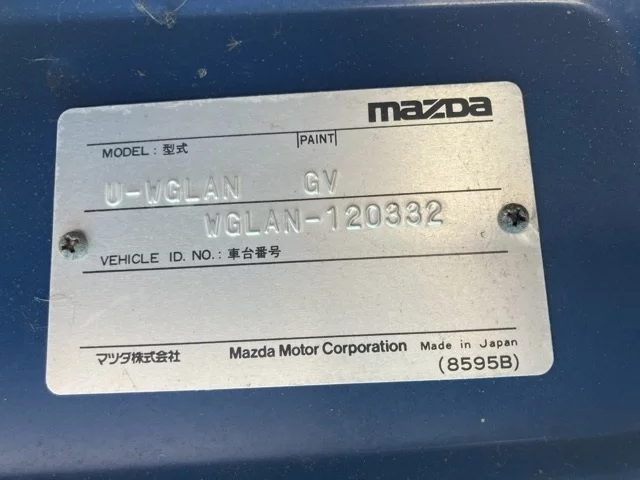 mazda
MODEL : 型式 PAINT
U-WGLAN GV
WGLAN-120332
VEHICLE ID. NO. : 車台番号
マツダ株式会社 Mazda Motor Corporation Made in Japan
(8595B)